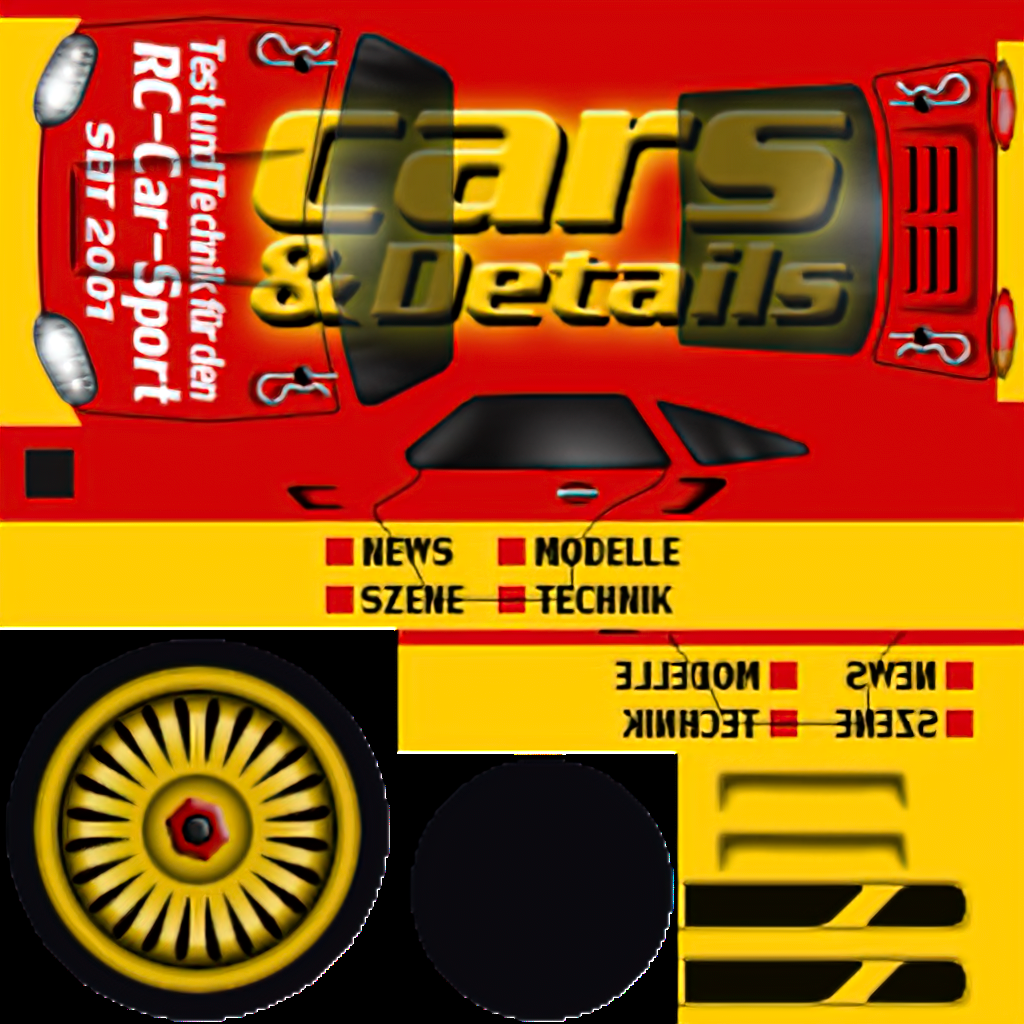 Test und Technik für den
RC-Car-Sport
SEIT 2001
cars
& Details
NEWS MODELLE
SZENE TECHNIK
MODELLE NEWS
TECHNIK SZENE